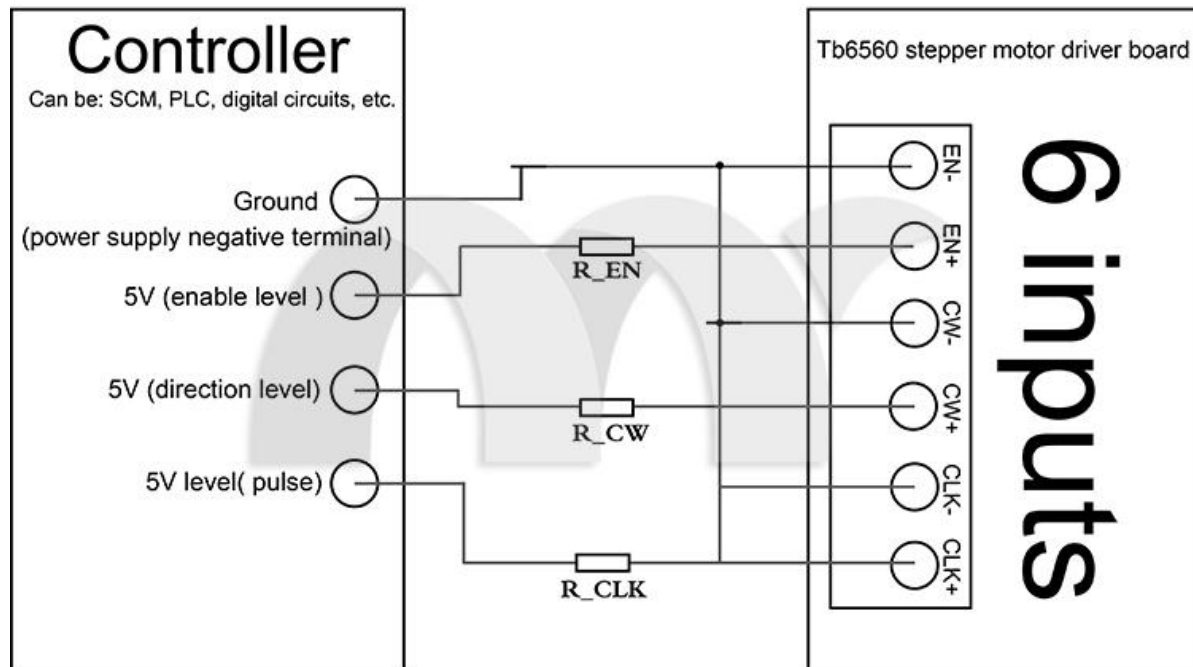 Controller
Can be: SCM, PLC, digital circuits, etc.
Ground
(power supply negative terminal)
5V (enable level )
5V (direction level)
5V level( pulse)
R_EN
R_CW
R_CLK
Tb6560 stepper motor driver board
EN-
EN+
CW-
CW+
CLK-
CLK+
6 inputs